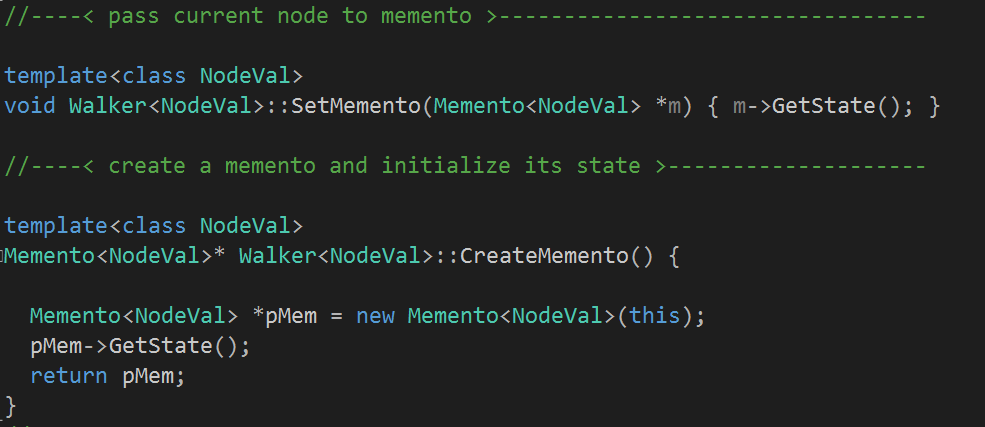 //----< pass current node to memento >---------------------------------
template<class NodeVal>
void Walker<NodeVal>::SetMemento(Memento<NodeVal> *m) { m->GetState(); }
//----< create a memento and initialize its state >--------------------
template<class NodeVal>
Memento<NodeVal>* Walker<NodeVal>::CreateMemento() {
  Memento<NodeVal> *pMem = new Memento<NodeVal>(this);
  pMem->GetState();
  return pMem;
}